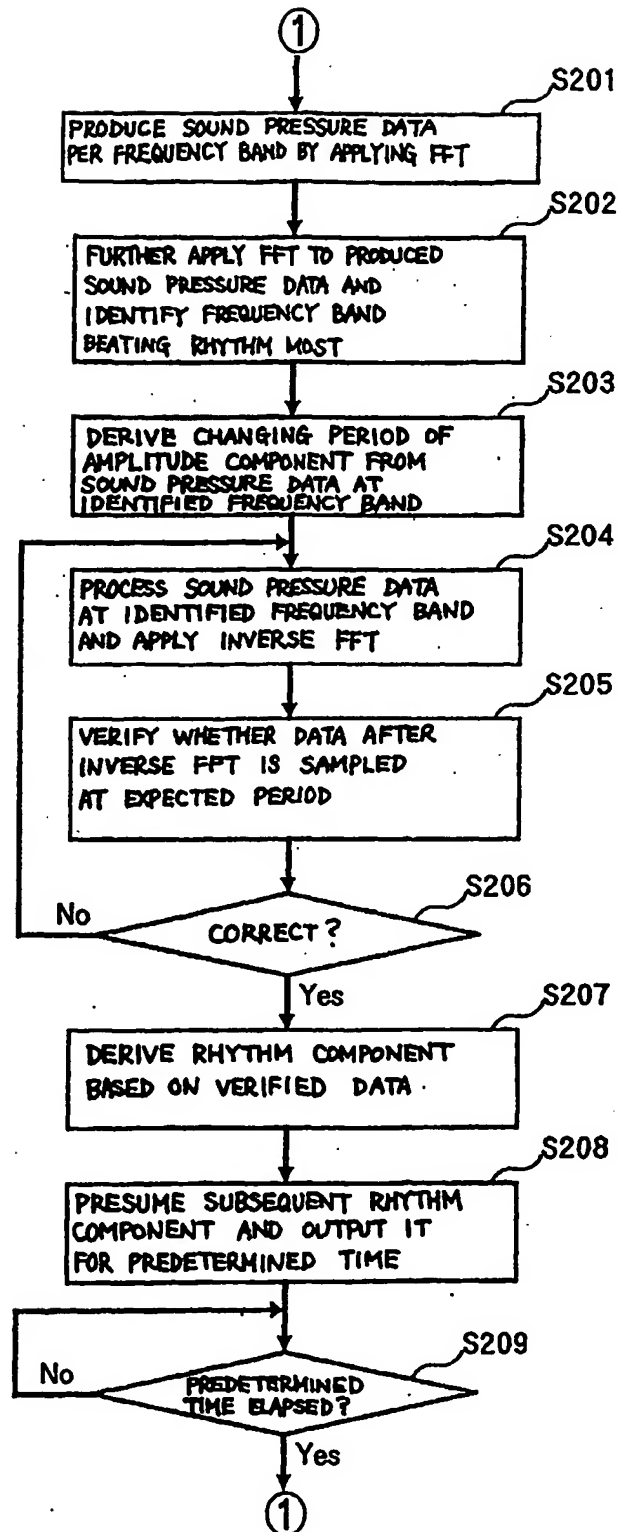 1
S201
PRODUCE SOUND PRESSURE DATA
PER FREQUENCY BAND BY APPLYING FFT
S202
FURTHER APPLY FFT TO PRODUCED
SOUND PRESSURE DATA AND
IDENTIFY FREQUENCY BAND
BEATING RHYTHM MOST
S203
DERIVE CHANGING PERIOD OF
AMPLITUDE COMPONENT FROM
SOUND PRESSURE DATA AT
IDENTIFIED FREQUENCY BAND
S204
PROCESS SOUND PRESSURE DATA
AT IDENTIFIED FREQUENCY BAND
AND APPLY INVERSE FFT
S205
VERIFY WHETHER DATA AFTER
INVERSE FFT IS SAMPLED
AT EXPECTED PERIOD
S206
No
CORRECT?
Yes
S207
DERIVE RHYTHM COMPONENT
BASED ON VERIFIED DATA
S208
PRESUME SUBSEQUENT RHYTHM
COMPONENT AND OUTPUT IT
FOR PREDETERMINED TIME
S209
No
PREDETERMINED
TIME ELAPSED?
Yes
1